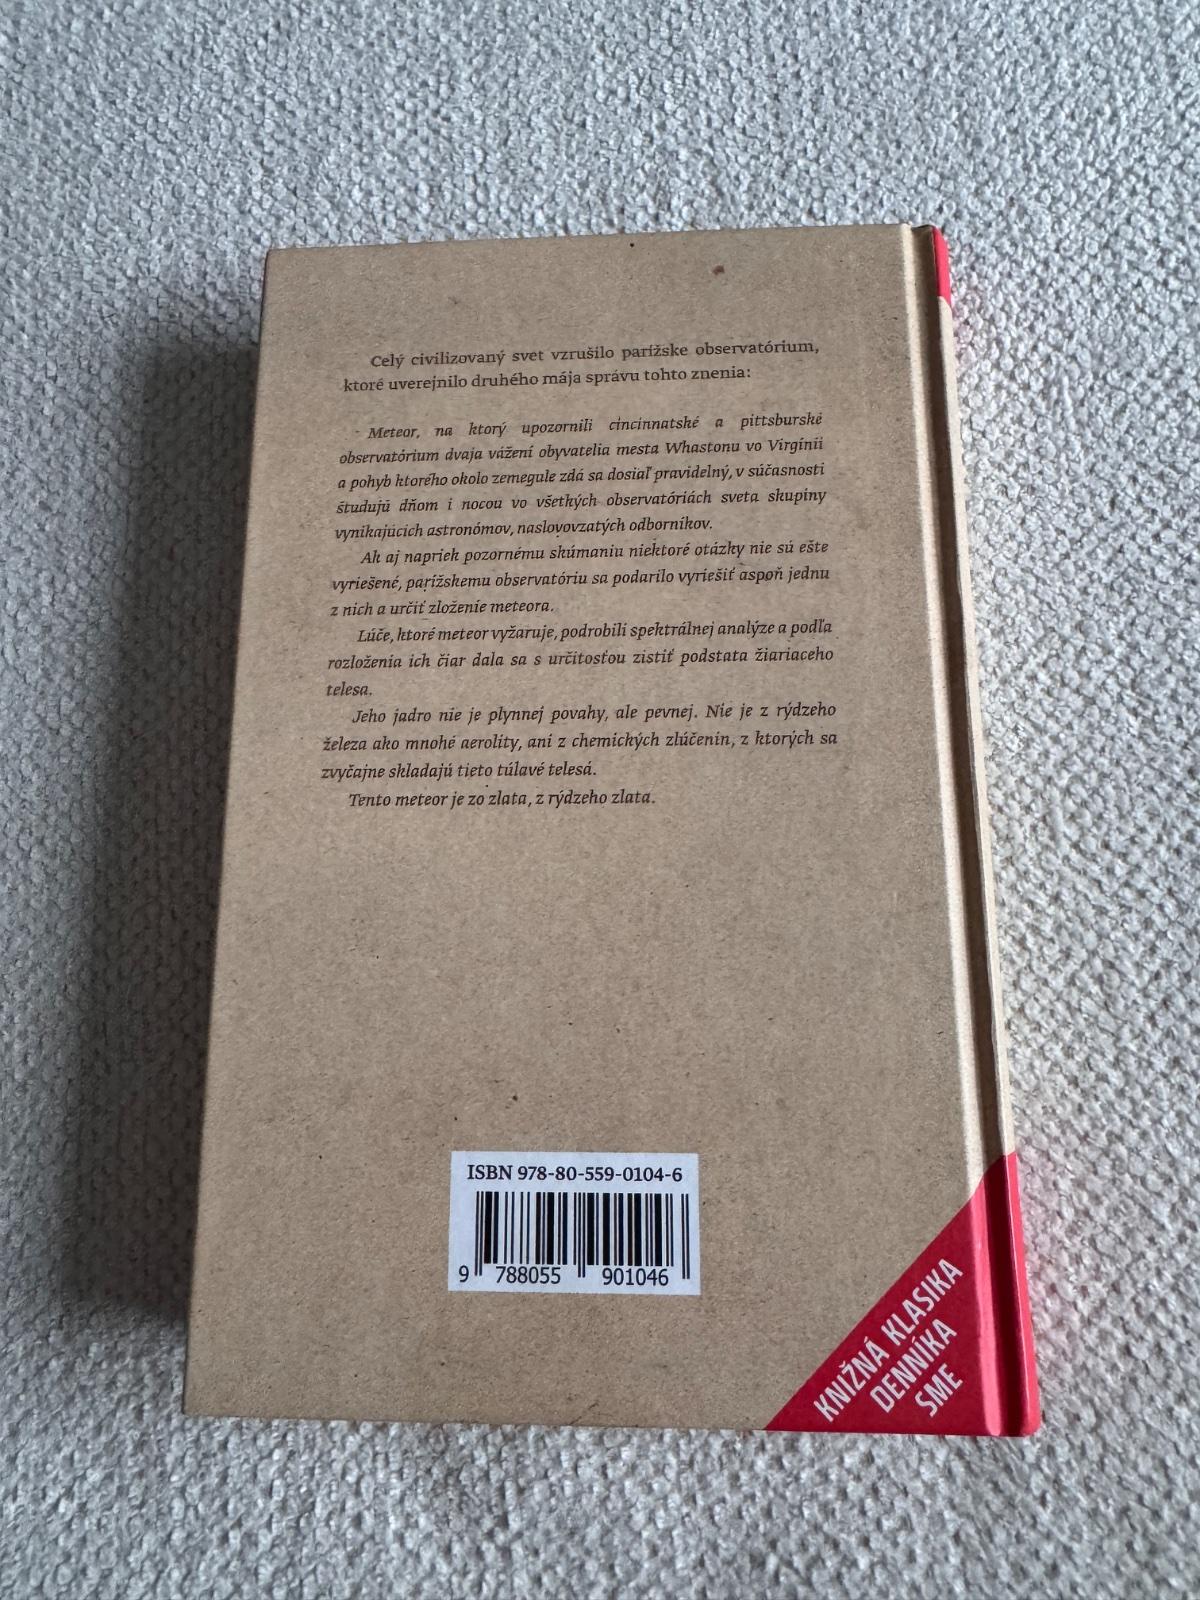 Celý civilizovaný svet vzrušilo parížske observatórium,
ktoré uverejnilo druhého mája správu tohto znenia:
Meteor, na ktorý upozornili cincinnatské a pittsburské
observatórium dvaja vážení obyvatelia mesta Whastonu vo Virgínii
a pohyb ktorého okolo zemegule zdá sa dosiaľ pravidelný, v súčasnosti
študujú dňom i nocou vo všetkých observatóriách sveta skupiny
vynikajúcich astronómov, naslovovzatých odborníkov.
Ak aj napriek pozornému skúmaniu niektoré otázky nie sú ešte
vyriešené, parížskemu observatóriu sa podarilo vyriešiť aspoň jednu
z nich a určiť zloženie meteora.
Lúče, ktoré meteor vyžaruje, podrobili spektrálnej analýze a podľa
rozloženia ich čiar dala sa s určitosťou zistiť podstata žiariaceho
telesa.
Jeho jadro nie je plynnej povahy, ale pevnej. Nie je z rýdzeho
železa ako mnohé aerolity, ani z chemických zlúčenín, z ktorých sa
zvyčajne skladajú tieto túlavé telesá.
Tento meteor je zo zlata, z rýdzeho zlata.
ISBN 978-80-559-0104-6
9 788055 901046
KNIŽNÁ KLASIKA
DENNÍKA
SME